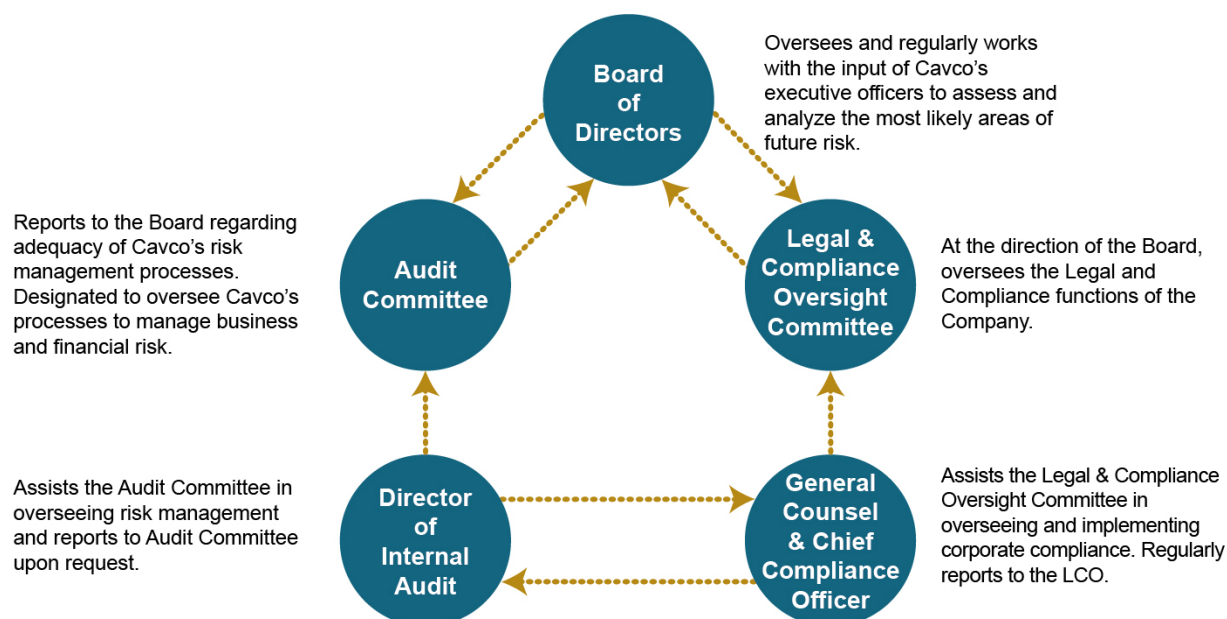 Board
of
Directors
Oversees and regularly works
with the input of Cavco's
executive officers to assess and
analyze the most likely areas of
future risk.
Reports to the Board regarding
adequacy of Cavco's risk
management processes.
Designated to oversee Cavco's
processes to manage business
and financial risk.
Audit
Committee
Legal &
Compliance
Oversight
Committee
At the direction of the Board,
oversees the Legal and
Compliance functions of the
Company.
Assists the Audit Committee in
overseeing risk management
and reports to Audit Committee
upon request.
Director
of
Internal
Audit
General
Counsel
& Chief
Compliance
Officer
Assists the Legal & Compliance
Oversight Committee in
overseeing and implementing
corporate compliance. Regularly
reports to the LCO.